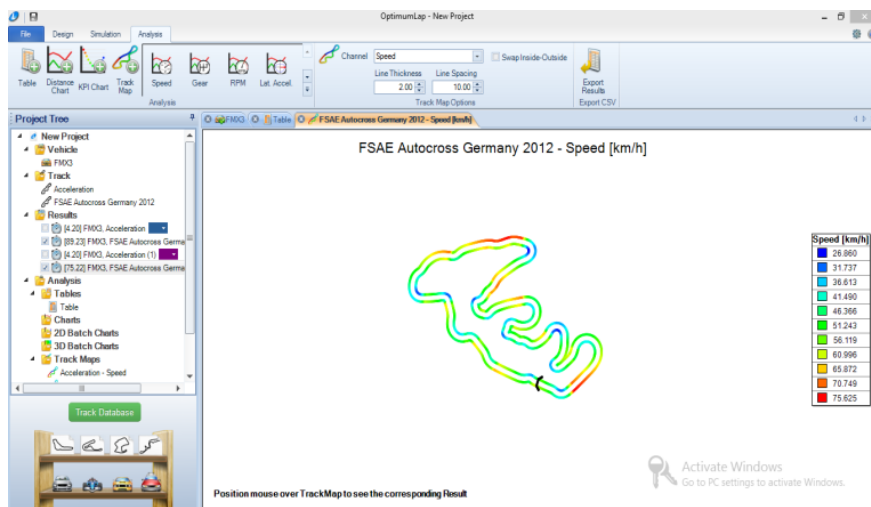 OptimumLap - New Project
File Design Simulation Analysis
Table
Distance Chart
KPI Chart
Track Map
Speed
Gear
RPM
Lat. Accel.
Analysis
Channel Speed Swap Inside-Outside
Line Thickness Line Spacing
2.00 10.00
Track Map Options
Export Results
Export CSV
Project Tree
New Project
Vehicle
FMX3
Track
Acceleration
FSAE Autocross Germany 2012
Results
[4.20] FMX3, Acceleration
[89.23] FMX3, FSAE Autocross Germa
[4.20] FMX3, Acceleration (1)
[75.22] FMX3, FSAE Autocross Germa
Analysis
Tables
Table
Charts
2D Batch Charts
3D Batch Charts
Track Maps
Acceleration - Speed
Track Database
FMX3 Table FSAE Autocross Germany 2012 - Speed [km/h]
FSAE Autocross Germany 2012 - Speed [km/h]
Speed [km/h]
26.860
31.737
36.613
41.490
46.366
51.243
56.119
60.996
65.872
70.749
75.625
Activate Windows
Go to PC settings to activate Windows.
Position mouse over TrackMap to see the corresponding Result